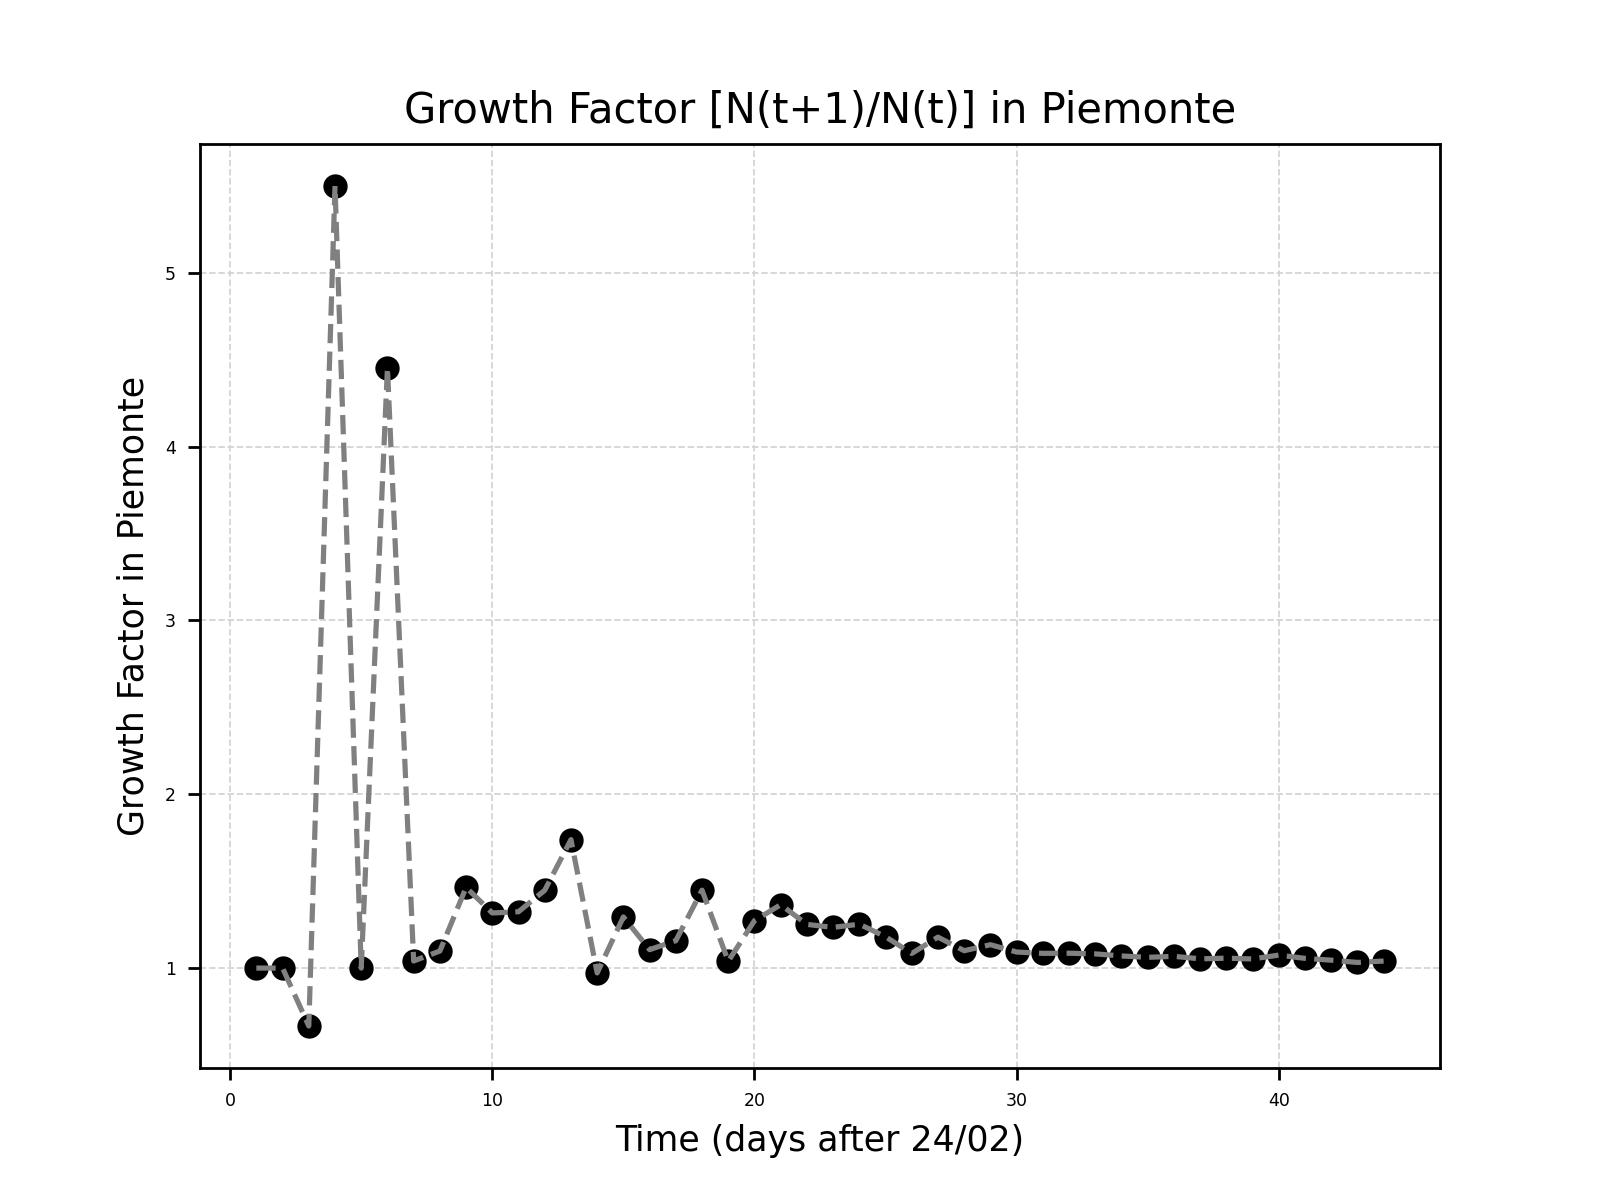 Growth Factor [N(t+1)/N(t)] in Piemonte
Growth Factor in Piemonte
5
4
3
2
1
0 10 20 30 40
Time (days after 24/02)